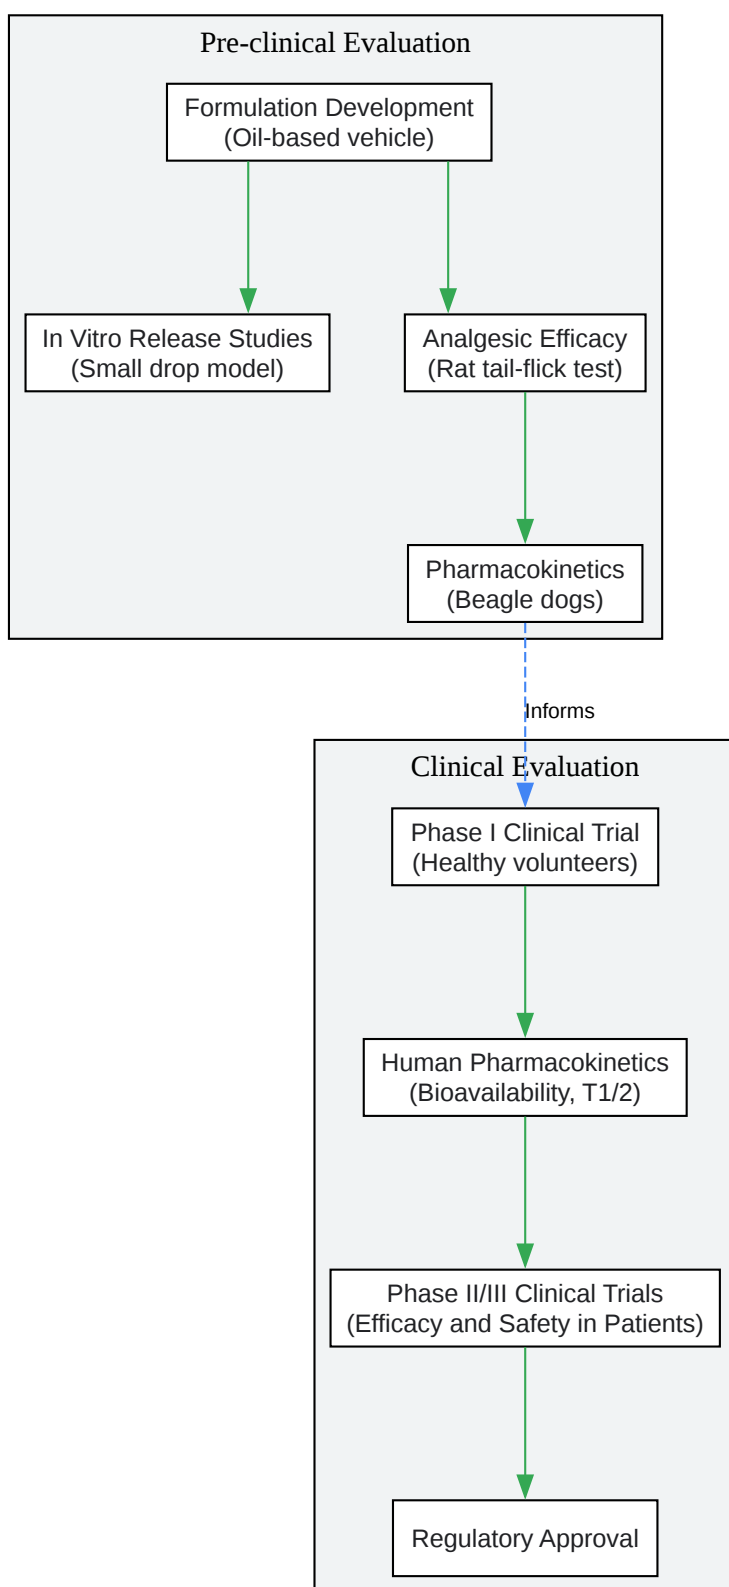 Pre-clinical Evaluation
Formulation Development
(Oil-based vehicle)
In Vitro Release Studies
(Small drop model)
Analgesic Efficacy
(Rat tail-flick test)
Pharmacokinetics
(Beagle dogs)
Informs
Clinical Evaluation
Phase I Clinical Trial
(Healthy volunteers)
Human Pharmacokinetics
(Bioavailability, T1/2)
Phase II/III Clinical Trials
(Efficacy and Safety in Patients)
Regulatory Approval